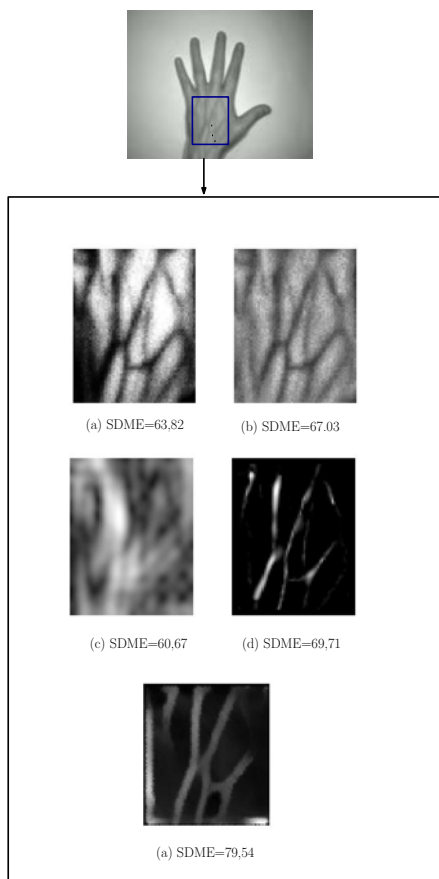 (a) SDME=63,82
(b) SDME=67.03
(c) SDME=60,67
(d) SDME=69,71
(a) SDME=79,54